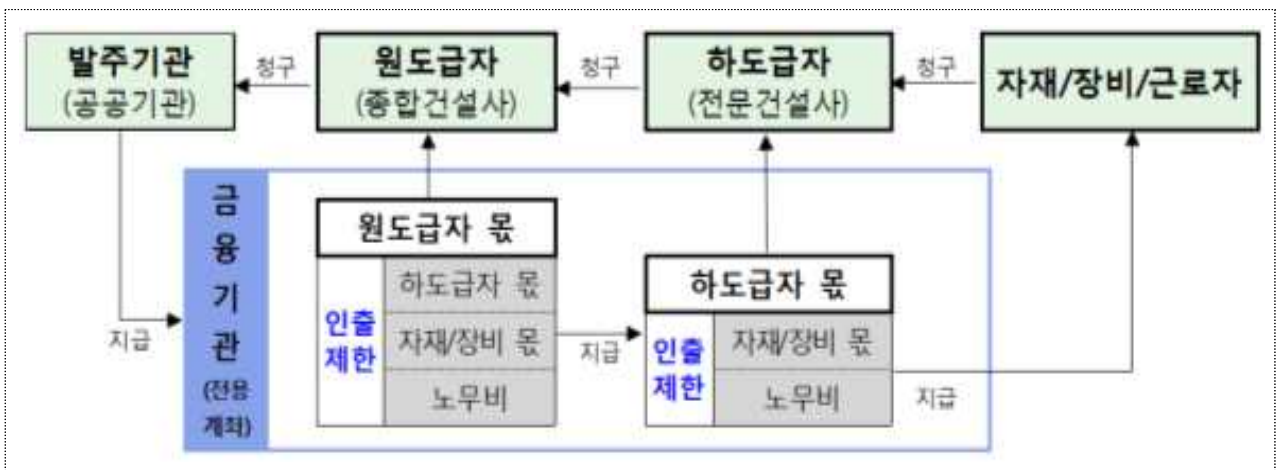 발주기관
(공공기관)
청구
원도급자
(종합건설사)
청구
하도급자
(전문건설사)
청구
자재/장비/근로자
금
융
기
관
(전용
계좌)
지급
원도급자 몫
인출
제한
하도급자 몫
자재/장비 몫
노무비
지급
하도급자 몫
인출
제한
자재/장비 몫
노무비
지급